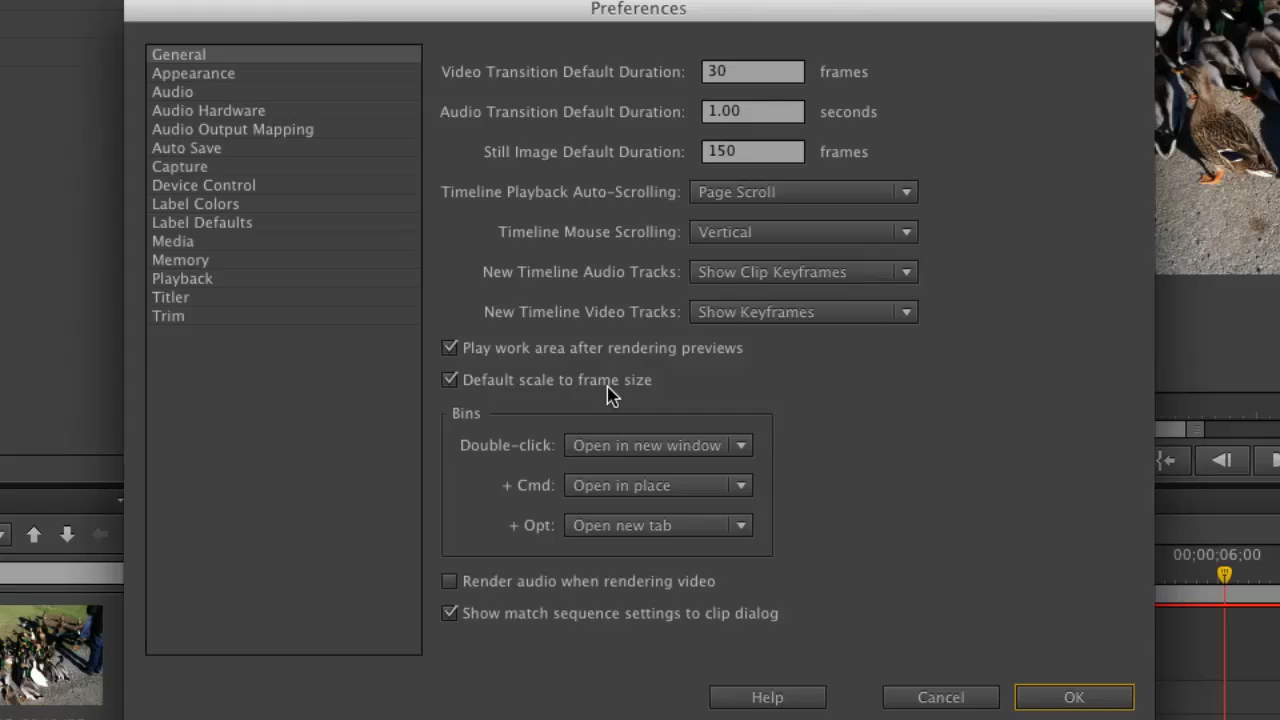 Preferences
General
Appearance
Audio
Audio Hardware
Audio Output Mapping
Auto Save
Capture
Device Control
Label Colors
Label Defaults
Media
Memory
Playback
Titler
Trim
Video Transition Default Duration: 30 frames
Audio Transition Default Duration: 1.00 seconds
Still Image Default Duration: 150 frames
Timeline Playback Auto-Scrolling: Page Scroll
Timeline Mouse Scrolling: Vertical
New Timeline Audio Tracks: Show Clip Keyframes
New Timeline Video Tracks: Show Keyframes
Play work area after rendering previews
Default scale to frame size
Bins
Double-click: Open in new window
+ Cmd: Open in place
+ Opt: Open new tab
Render audio when rendering video
Show match sequence settings to clip dialog
Help Cancel OK
00;00;06;00